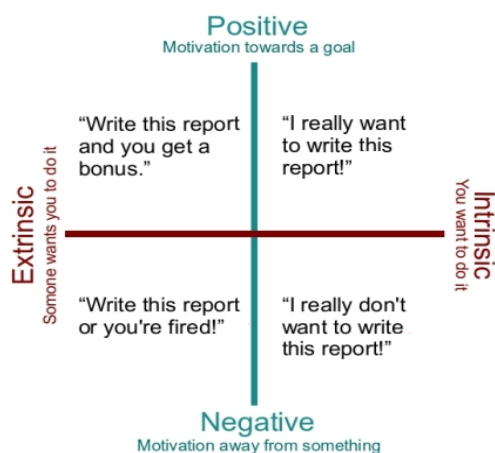 Positive
Motivation towards a goal
“Write this report
and you get a
bonus.”
“I really want
to write this
report!”
Extrinsic
Somone wants you to do it
Intrinsic
You want to do it
“Write this report
or you're fired!”
“I really don't
want to write
this report!”
Negative
Motivation away from something